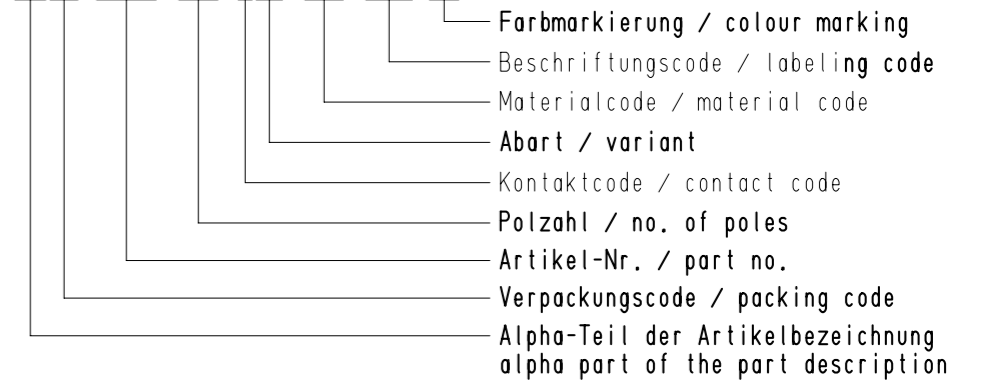 Farbmarkierung / colour marking
Beschriftungscode / labeling code
Materialcode / material code
Abart / variant
Kontaktcode / contact code
Polzahl / no. of poles
Artikel-Nr. / part no.
Verpackungscode / packing code
Alpha-Teil der Artikelbezeichnung
alpha part of the part description